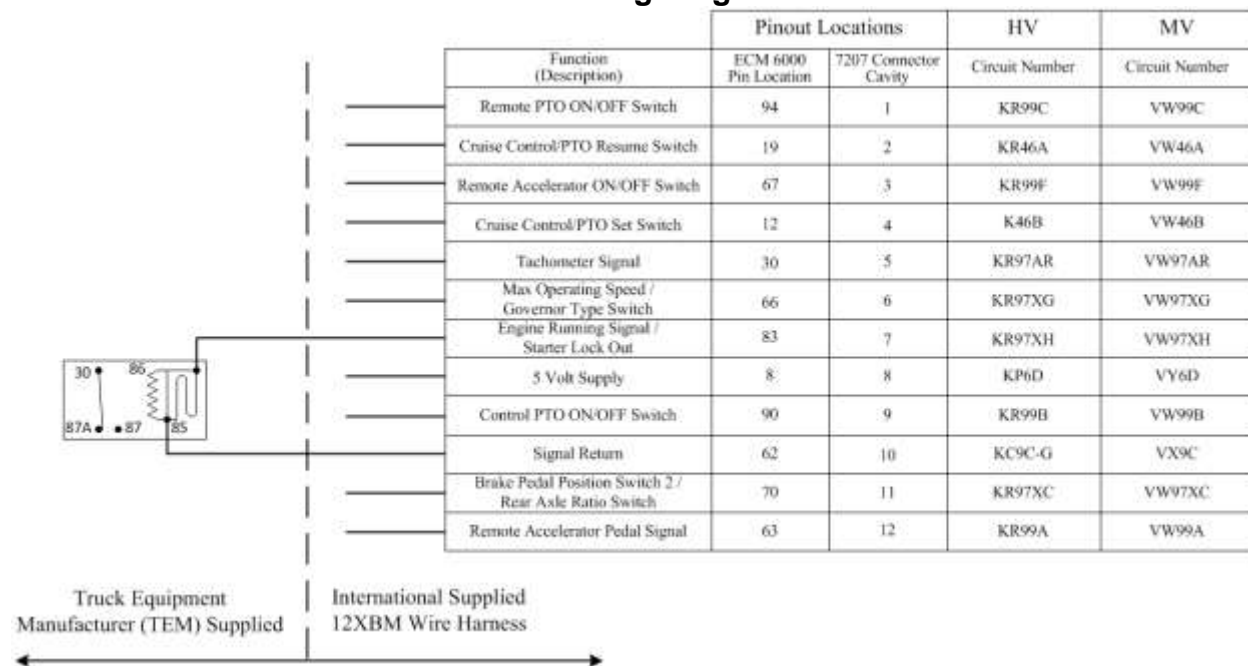 Pinout Locations HV MV
Function ECM 6000 7207 Connector Circuit Number Circuit Number
(Description) Pin Location Cavity
Remote PTO ON/OFF Switch 94 1 KR99C VW99C
Cruise Control/PTO Resume Switch 19 2 KR46A VW46A
Remote Accelerator ON/OFF Switch 67 3 KR99F VW99F
Cruise Control/PTO Set Switch 12 4 K46B VW46B
Tachometer Signal 30 5 KR97AR VW97AR
Max Operating Speed /
Governor Type Switch 66 6 KR97XG VW97XG
Engine Running Signal /
Starter Lock Out 83 7 KR97XH VW97XH
30 86
5 Volt Supply 8 8 KP6D VY6D
87A 87 85
Control PTO ON/OFF Switch 90 9 KR99B VW99B
Signal Return 62 10 KC9C-G VX9C
Brake Pedal Position Switch 2 /
Rear Axle Ratio Switch 70 11 KR97XC VW97XC
Remote Accelerator Pedal Signal 63 12 KR99A VW99A
Truck Equipment
Manufacturer (TEM) Supplied
International Supplied
12XBM Wire Harness